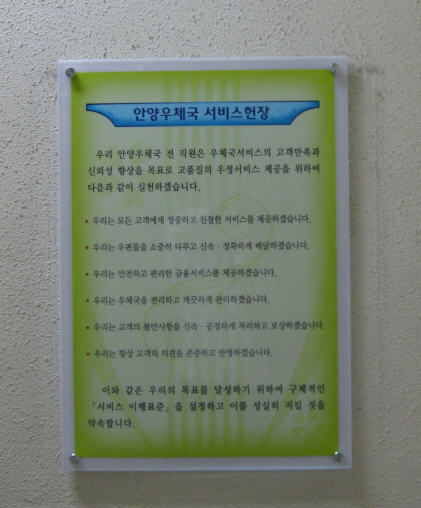 안양우체국 서비스헌장
우리 안양우체국 전 직원은 우체국서비스의 고객만족과
신뢰성 향상을 목표로 고품질의 우정서비스 제공을 위하여
다음과 같이 실천하겠습니다.
• 우리는 모든 고객에게 정중하고 친절한 서비스를 제공하겠습니다.
• 우리는 우편물을 소중히 다루고 신속·정확하게 배달하겠습니다.
• 우리는 안전하고 편리한 금융서비스를 제공하겠습니다.
• 우리는 우체국을 편리하고 깨끗하게 관리하겠습니다.
• 우리는 고객의 불만사항을 신속·공정하게 처리하고 보상하겠습니다.
• 우리는 항상 고객의 의견을 존중하고 반영하겠습니다.
이와 같은 우리의 목표를 달성하기 위하여 구체적인
「서비스 이행표준」을 설정하고 이를 성실히 지킬 것을
약속합니다.